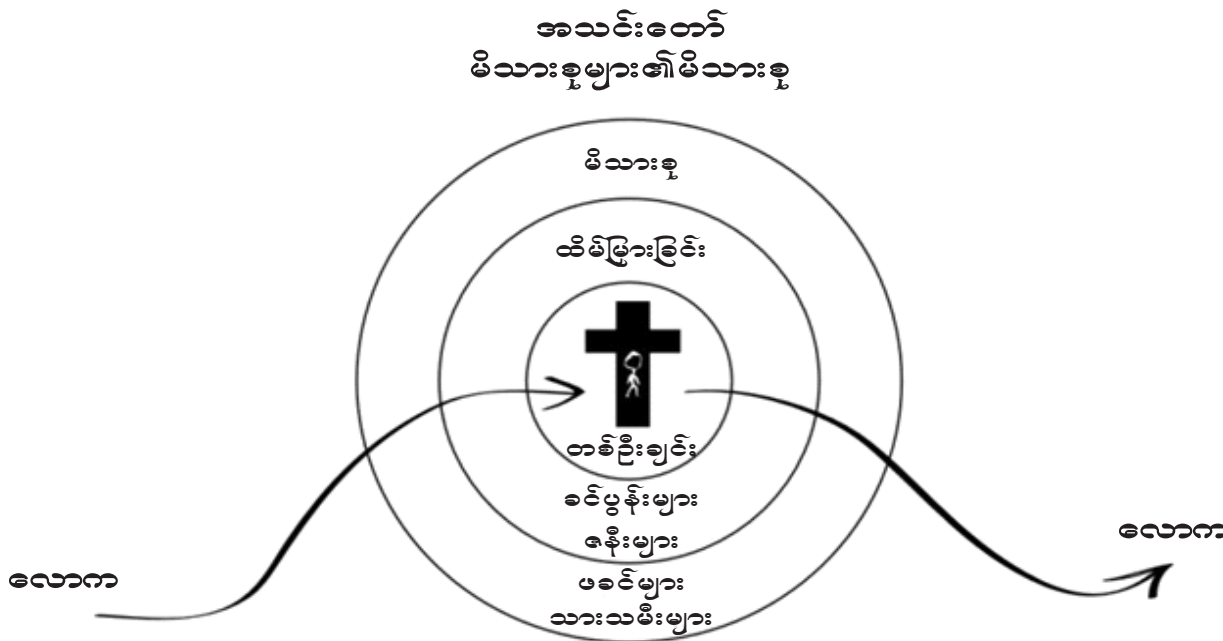 အသင်းတော်
မိသားစုများ၏မိသားစု
မိသားစု
ထိမ်မြားခြင်း
တစ်ဦးချင်း
ခင်ပွန်းများ
ဇနီးများ
ဖခင်များ
သားသမီးများ
လောက
လောက